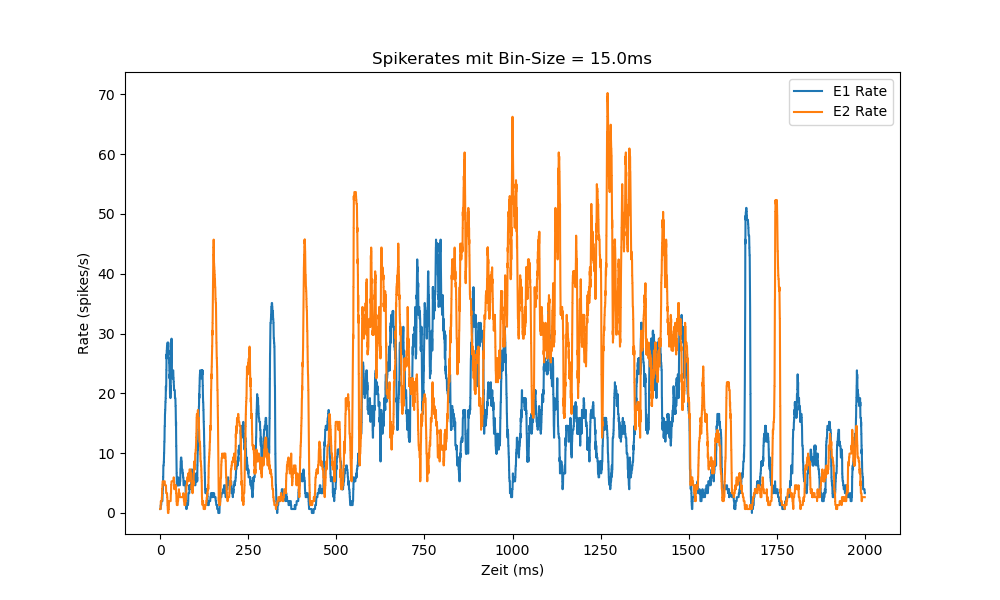 Spikerates mit Bin-Size = 15.0ms
E1 Rate
E2 Rate
Rate (spikes/s)
70
60
50
40
30
20
10
0
0 250 500 750 1000 1250 1500 1750 2000
Zeit (ms)